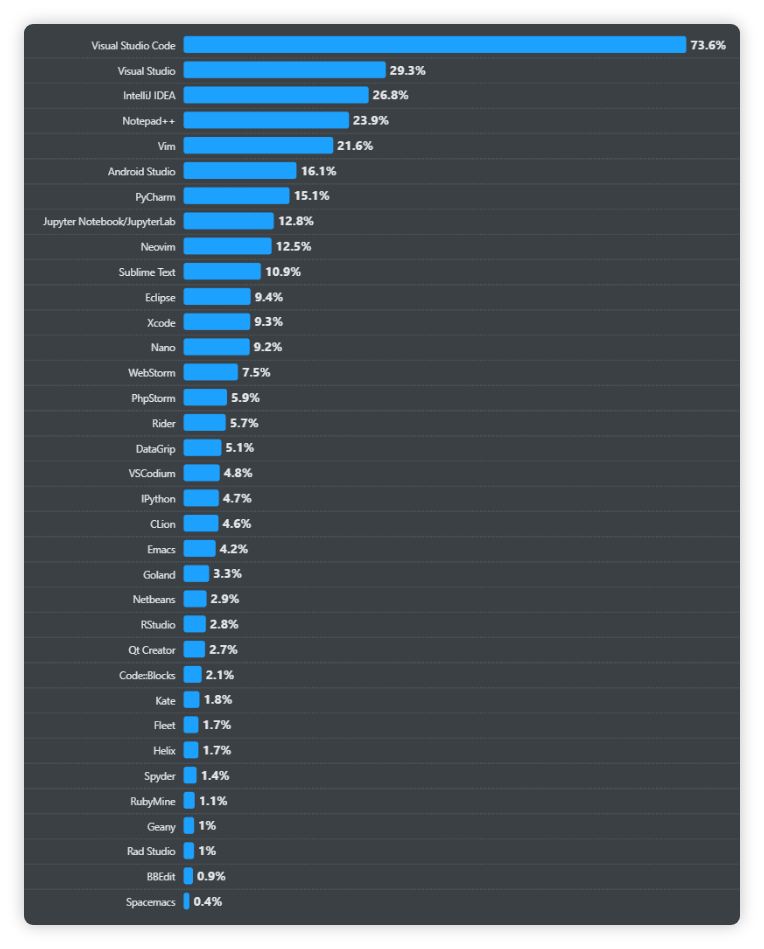 Visual Studio Code 73.6%
Visual Studio 29.3%
IntelliJ IDEA 26.8%
Notepad++ 23.9%
Vim 21.6%
Android Studio 16.1%
PyCharm 15.1%
Jupyter Notebook/JupyterLab 12.8%
Neovim 12.5%
Sublime Text 10.9%
Eclipse 9.4%
Xcode 9.3%
Nano 9.2%
WebStorm 7.5%
PhpStorm 5.9%
Rider 5.7%
DataGrip 5.1%
VSCodium 4.8%
IPython 4.7%
CLion 4.6%
Emacs 4.2%
Goland 3.3%
Netbeans 2.9%
RStudio 2.8%
Qt Creator 2.7%
Code::Blocks 2.1%
Kate 1.8%
Fleet 1.7%
Helix 1.7%
Spyder 1.4%
RubyMine 1.1%
Geany 1%
Rad Studio 1%
BBEdit 0.9%
Spacemacs 0.4%